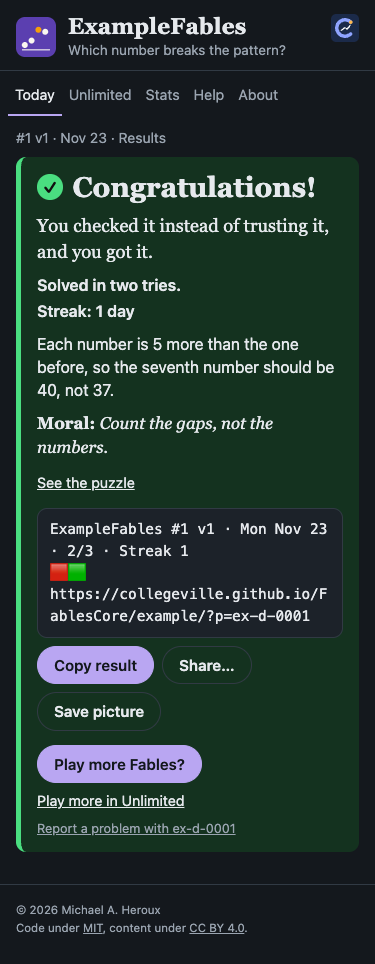 ExampleFables
Which number breaks the pattern?
Today Unlimited Stats Help About
#1 v1 · Nov 23 · Results
Congratulations!
You checked it instead of trusting it,
and you got it.
Solved in two tries.
Streak: 1 day
Each number is 5 more than the one
before, so the seventh number should be
40, not 37.
Moral: Count the gaps, not the
numbers.
See the puzzle
ExampleFables #1 v1 · Mon Nov 23
· 2/3 · Streak 1
https://collegeville.github.io/F
ablesCore/example/?p=ex-d-0001
Copy result Share...
Save picture
Play more Fables?
Play more in Unlimited
Report a problem with ex-d-0001
© 2026 Michael A. Heroux
Code under MIT, content under CC BY 4.0.